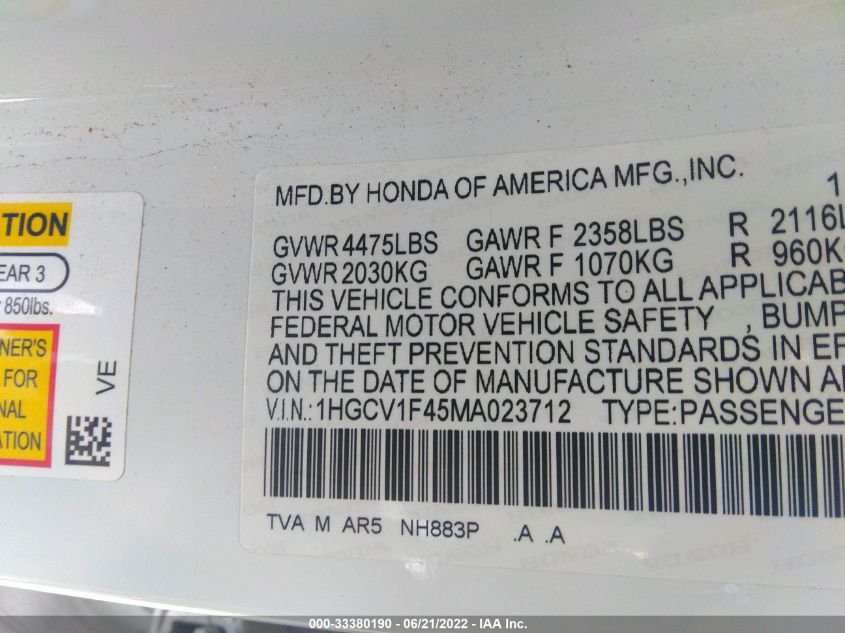 TION
EAR 3
850lbs.
NER'S
FOR
NAL
ATION
VE
MFD.BY HONDA OF AMERICA MFG.,INC. 1
GVWR 4475LBS GAWR F 2358LBS R 2116L
GVWR 2030KG GAWR F 1070KG R 960K
THIS VEHICLE CONFORMS TO ALL APPLICAB
FEDERAL MOTOR VEHICLE SAFETY , BUMP
AND THEFT PREVENTION STANDARDS IN EF
ON THE DATE OF MANUFACTURE SHOWN A
V.I.N.:1HGCV1F45MA023712 TYPE:PASSENGE
TVA M AR5 NH883P .A .A
000-33380190 - 06/21/2022 - IAA Inc.